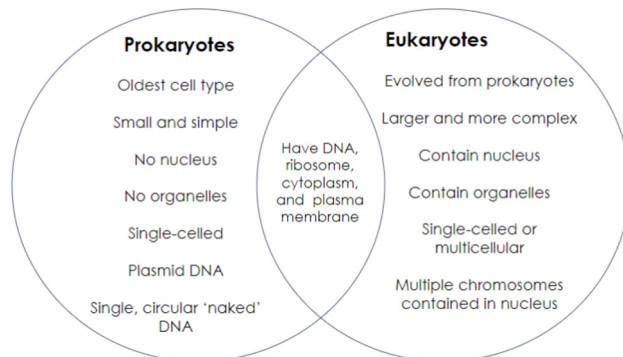 Prokaryotes
Oldest cell type
Small and simple
No nucleus
No organelles
Single-celled
Plasmid DNA
Single, circular ‘naked’
DNA
Have DNA,
ribosome,
cytoplasm,
and plasma
membrane
Eukaryotes
Evolved from prokaryotes
Larger and more complex
Contain nucleus
Contain organelles
Single-celled or
multicellular
Multiple chromosomes
contained in nucleus